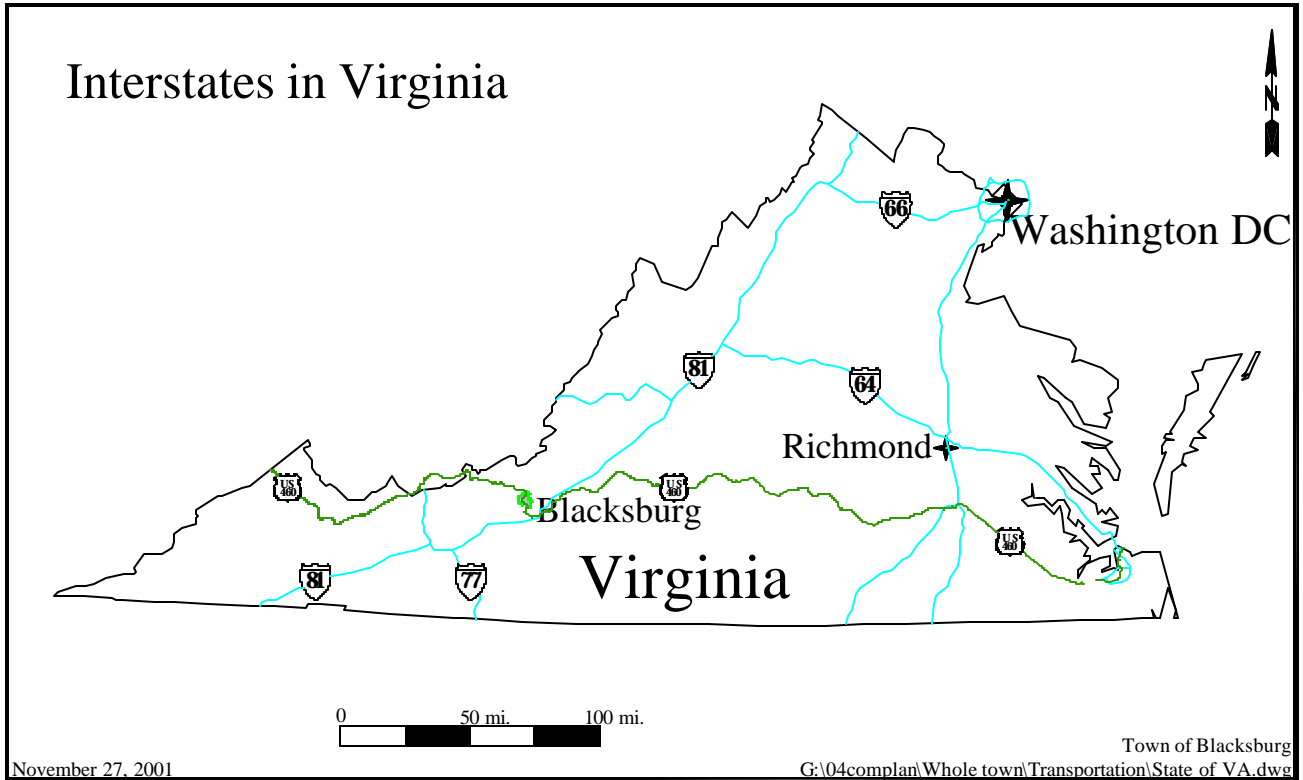 Interstates in Virginia
N
66
Washington DC
81
64
Richmond
US
460
US
460
Blacksburg
US
460
Virginia
81
77
0 50 mi. 100 mi.
Town of Blacksburg
November 27, 2001
G:\04complan\Whole town\Transportation\State of VA.dwg